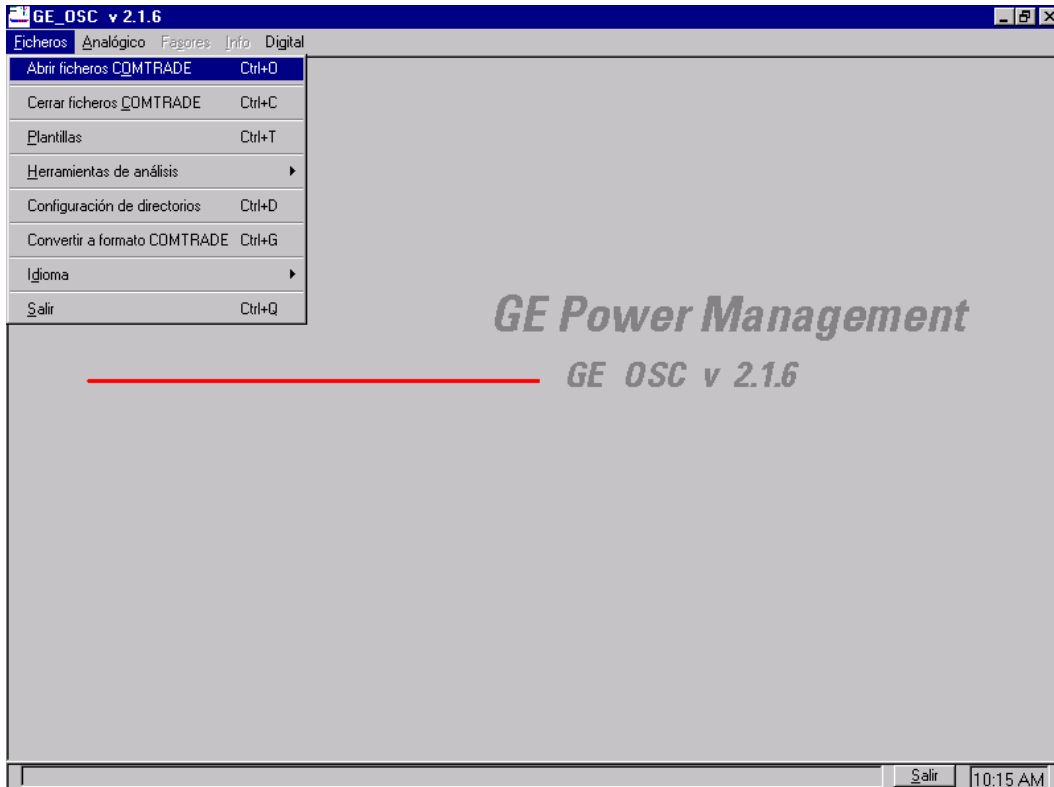 GE_OSC v 2.1.6
Ficheros Analógico Fasores Info Digital
Abrir ficheros COMTRADE Ctrl+O
Cerrar ficheros COMTRADE Ctrl+C
Plantillas Ctrl+T
Herramientas de análisis
Configuración de directorios Ctrl+D
Convertir a formato COMTRADE Ctrl+G
Idioma
Salir Ctrl+Q
GE Power Management
GE OSC v 2.1.6
Salir 10:15 AM